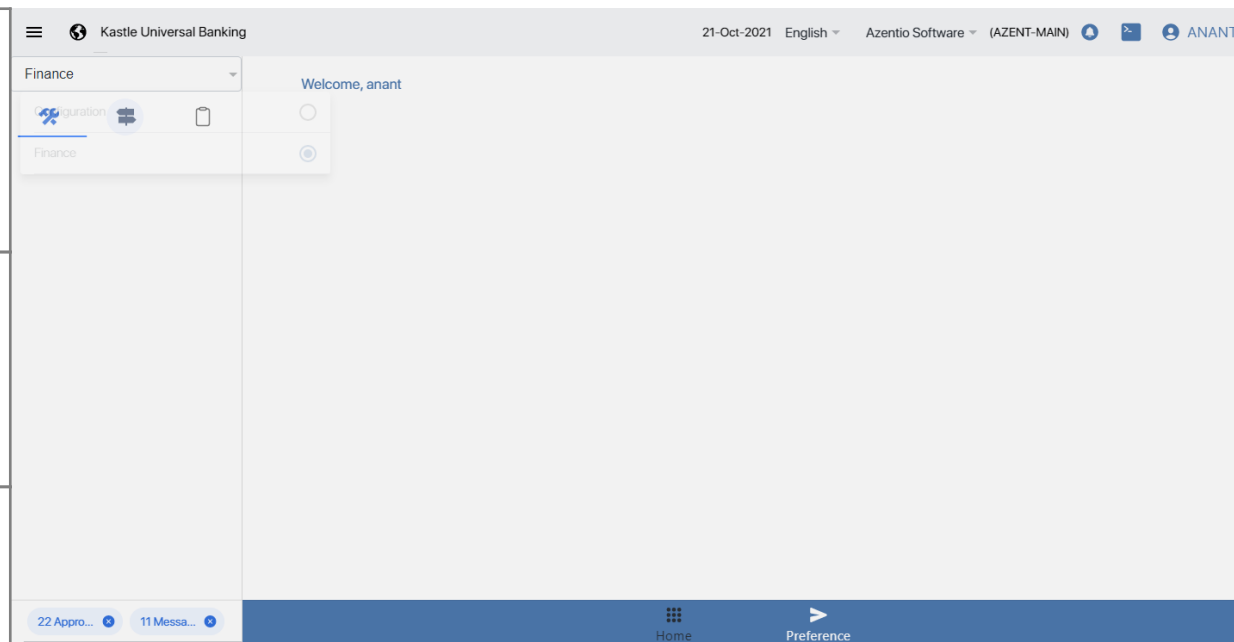 Kastle Universal Banking
21-Oct-2021 English Azentio Software (AZENT-MAIN) ANANT
Finance
Welcome, anant
Configuration
Finance
22 Appro... 11 Messa...
Home Preference